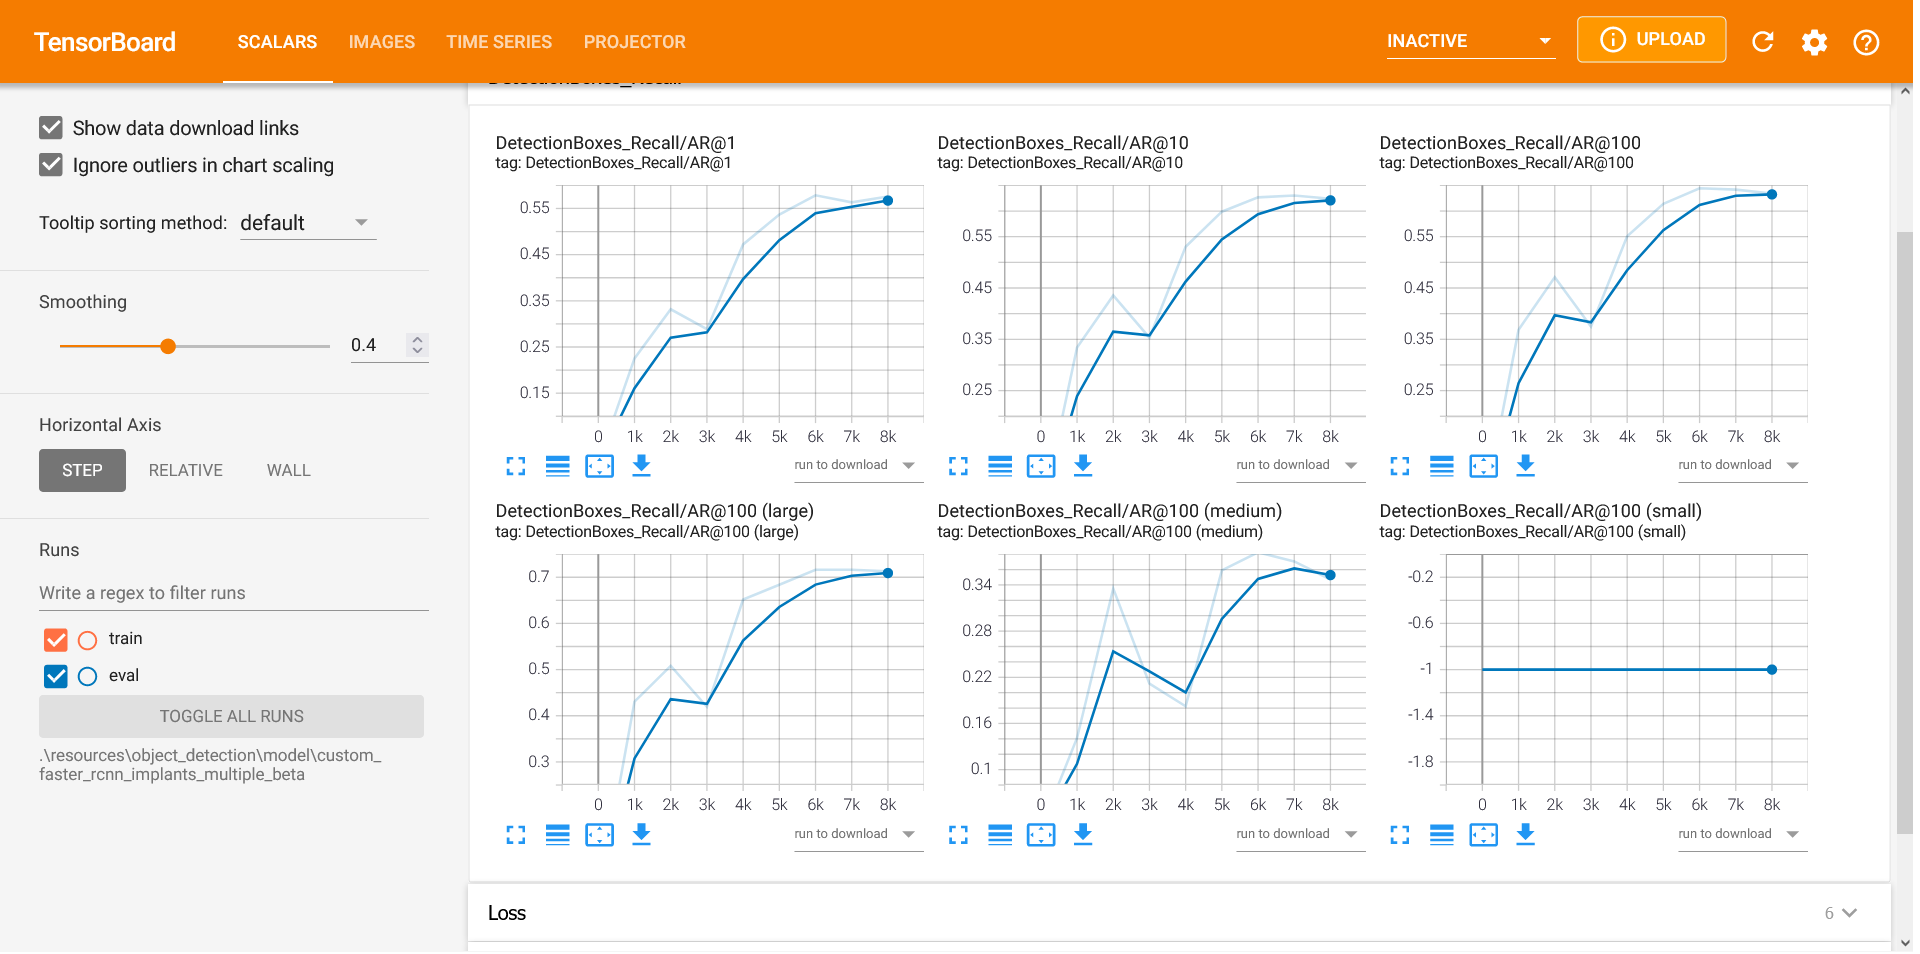 TensorBoard
SCALARS
IMAGES
TIME SERIES
PROJECTOR
INACTIVE
UPLOAD
Show data download links
Ignore outliers in chart scaling
Tooltip sorting method: default
Smoothing
0.4
Horizontal Axis
STEP
RELATIVE
WALL
Runs
Write a regex to filter runs
train
eval
TOGGLE ALL RUNS
.\resources\object_detection\model\custom_
faster_rcnn_implants_multiple_beta
DetectionBoxes_Recall
DetectionBoxes_Recall/AR@1
tag: DetectionBoxes_Recall/AR@1
0.55
0.45
0.35
0.25
0.15
0 1k 2k 3k 4k 5k 6k 7k 8k
run to download
DetectionBoxes_Recall/AR@10
tag: DetectionBoxes_Recall/AR@10
0.55
0.45
0.35
0.25
0 1k 2k 3k 4k 5k 6k 7k 8k
run to download
DetectionBoxes_Recall/AR@100
tag: DetectionBoxes_Recall/AR@100
0.55
0.45
0.35
0.25
0 1k 2k 3k 4k 5k 6k 7k 8k
run to download
DetectionBoxes_Recall/AR@100 (large)
tag: DetectionBoxes_Recall/AR@100 (large)
0.7
0.6
0.5
0.4
0.3
0 1k 2k 3k 4k 5k 6k 7k 8k
run to download
DetectionBoxes_Recall/AR@100 (medium)
tag: DetectionBoxes_Recall/AR@100 (medium)
0.34
0.28
0.22
0.16
0.1
0 1k 2k 3k 4k 5k 6k 7k 8k
run to download
DetectionBoxes_Recall/AR@100 (small)
tag: DetectionBoxes_Recall/AR@100 (small)
-0.2
-0.6
-1
-1.4
-1.8
0 1k 2k 3k 4k 5k 6k 7k 8k
run to download
Loss
6